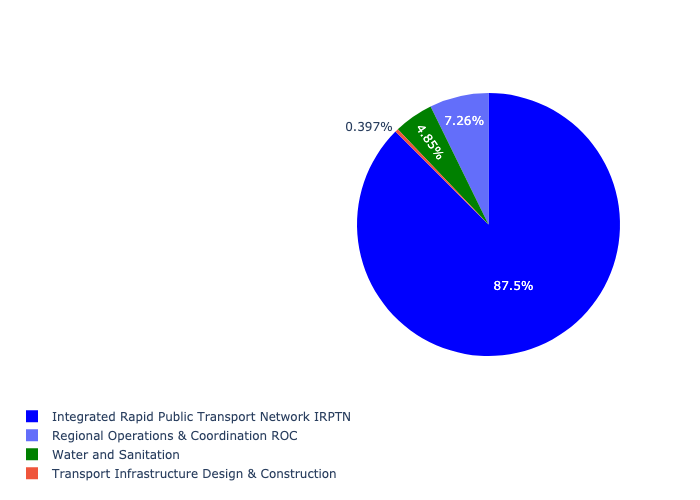 7.26%
0.397%
4.85%
87.5%
Integrated Rapid Public Transport Network IRPTN
Regional Operations & Coordination ROC
Water and Sanitation
Transport Infrastructure Design & Construction